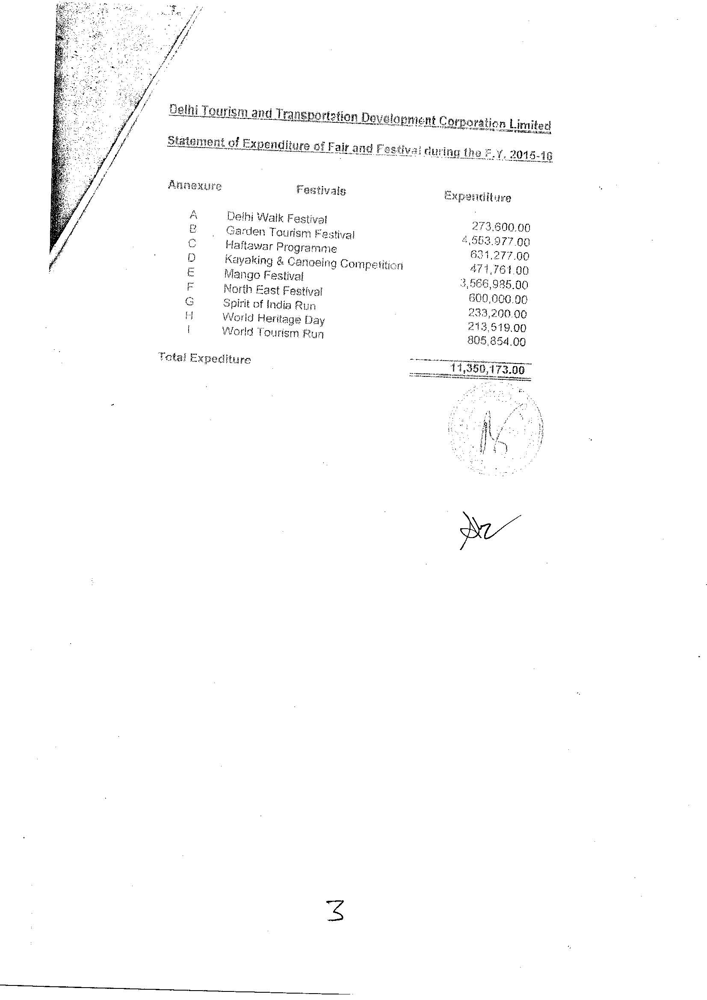 Delhi Tourism and Transportation Development Corporation Limited
Statement of Expenditure of Fair and Festival during the F.Y. 2015-16
Annexure Festivals Expenditure
A Delhi Walk Festival 273,600.00
B Garden Tourism Festival 4,553,977.00
C Haftawar Programme 631,277.00
D Kayaking & Canoeing Competition 471,761.00
E Mango Festival 3,566,985.00
F North East Festival 600,000.00
G Spirit of India Run 233,200.00
H World Heritage Day 213,519.00
I World Tourism Run 805,854.00
Total Expediture 11,350,173.00
3